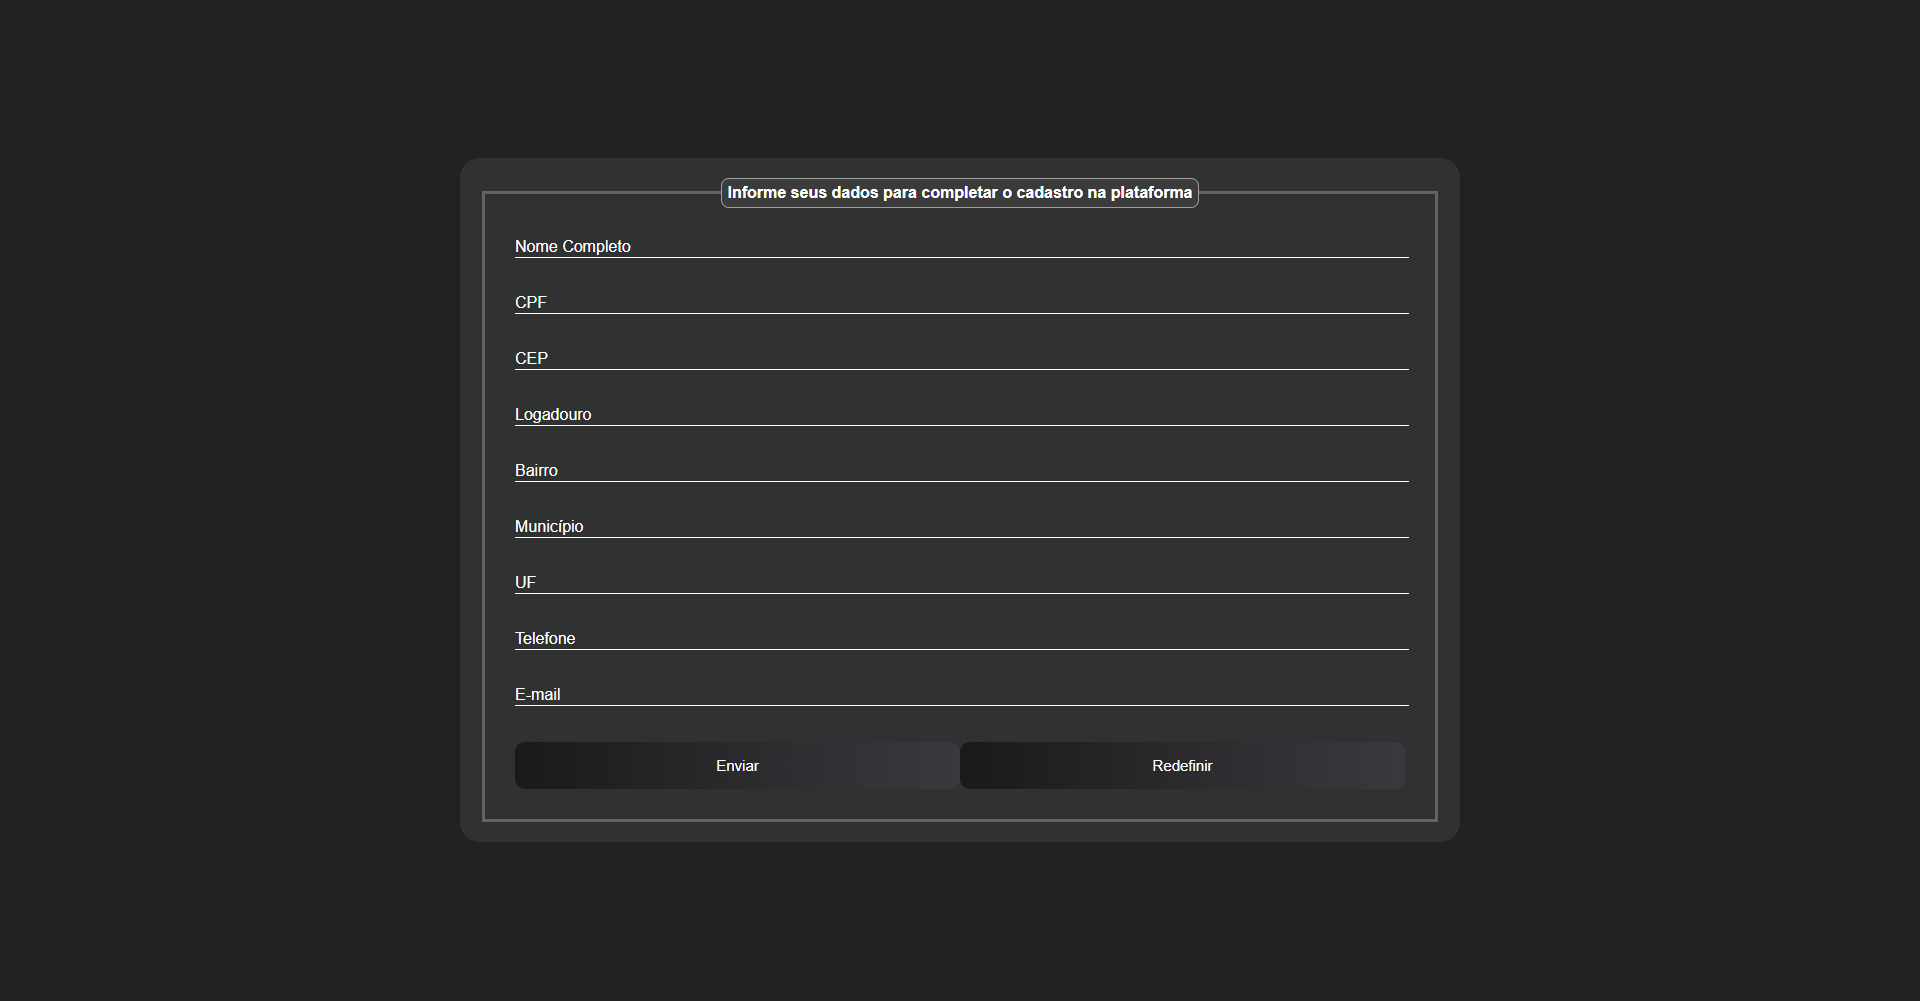 Informe seus dados para completar o cadastro na plataforma
Nome Completo
CPF
CEP
Logadouro
Bairro
Município
UF
Telefone
E-mail
Enviar
Redefinir